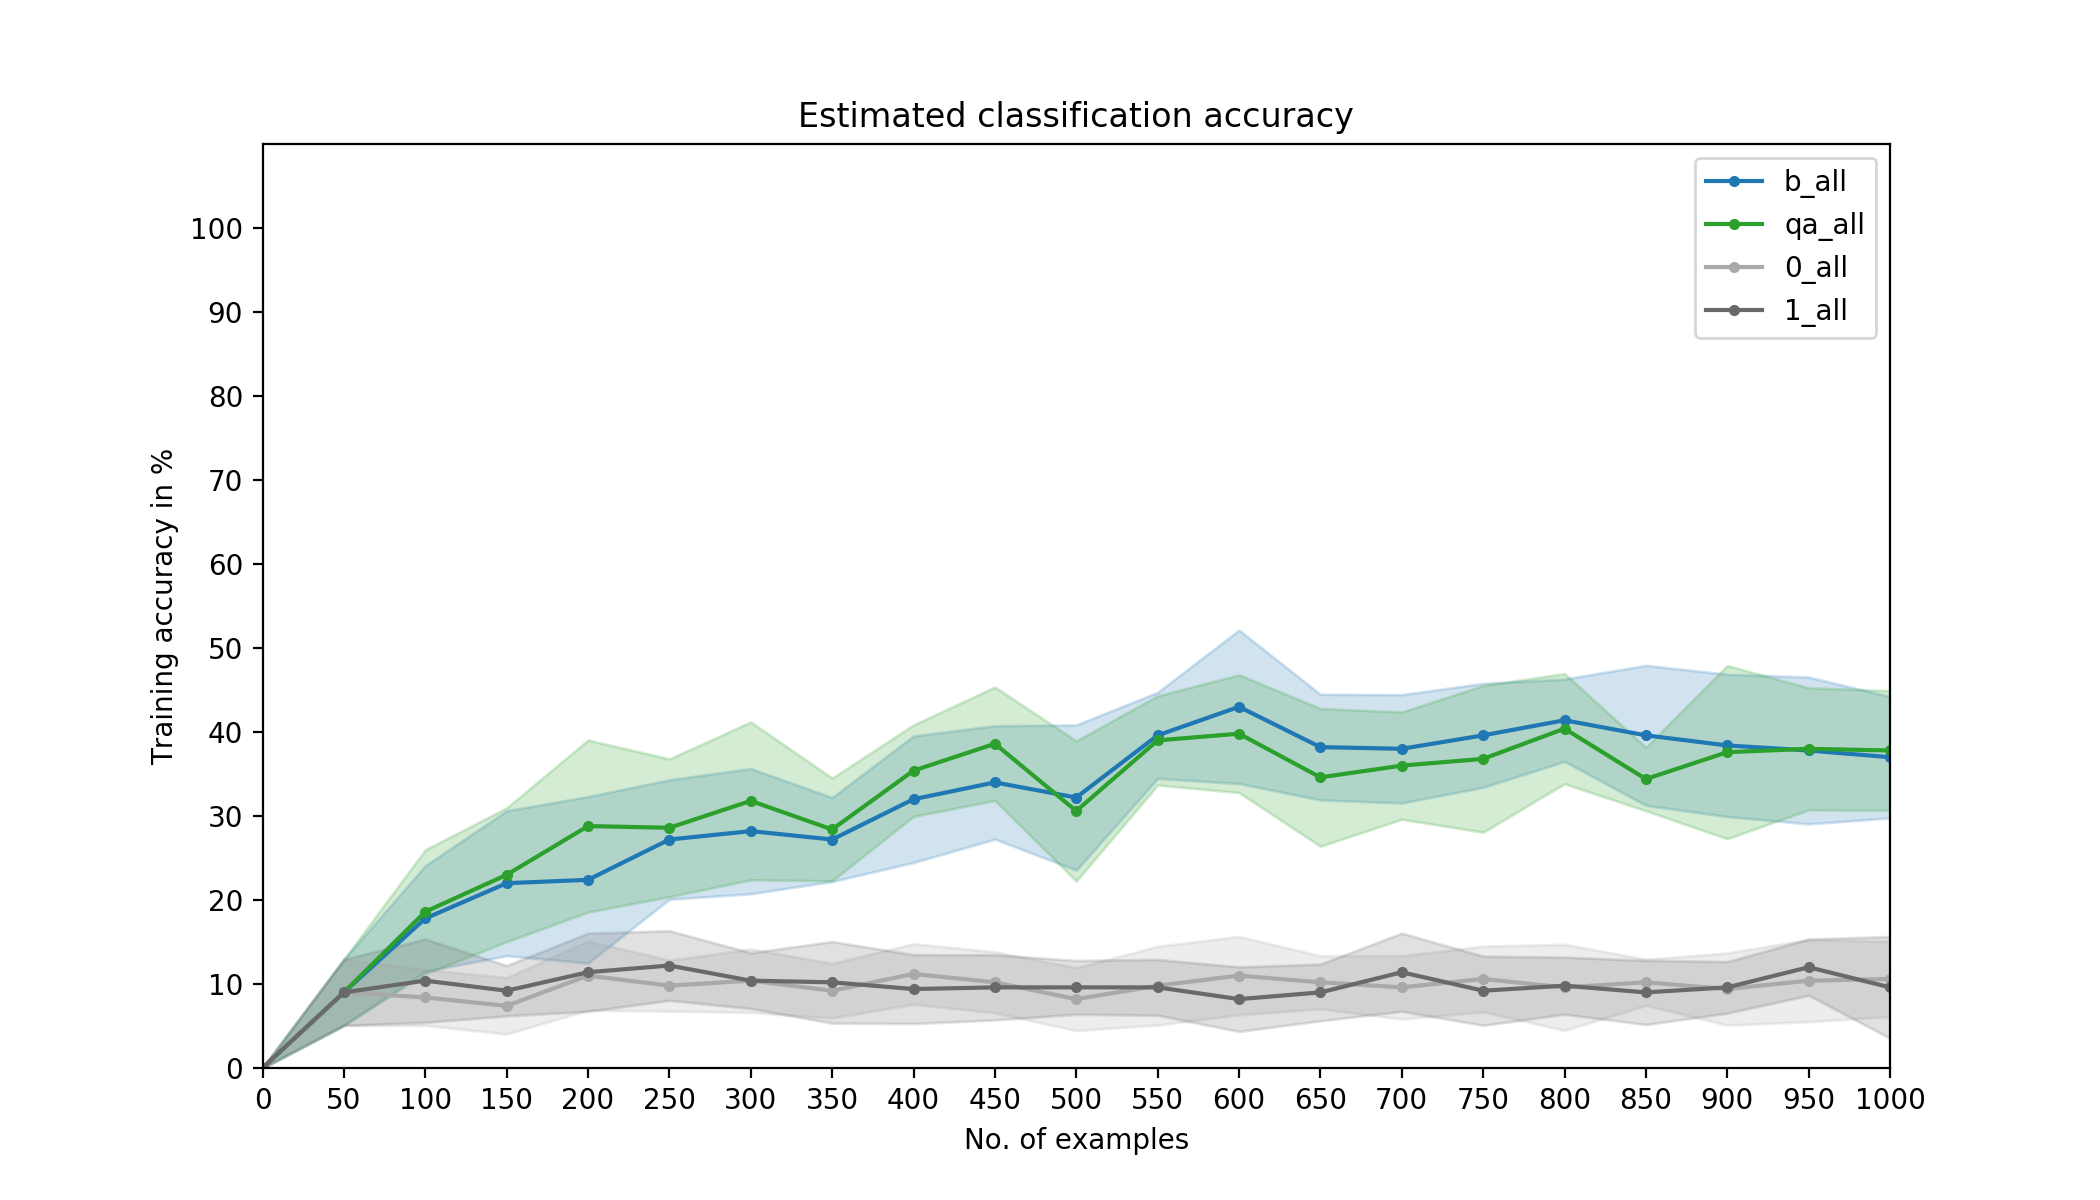 Estimated classification accuracy
b_all
qa_all
0_all
1_all
100
90
80
70
60
50
40
30
20
10
0
Training accuracy in %
0 50 100 150 200 250 300 350 400 450 500 550 600 650 700 750 800 850 900 950 1000
No. of examples